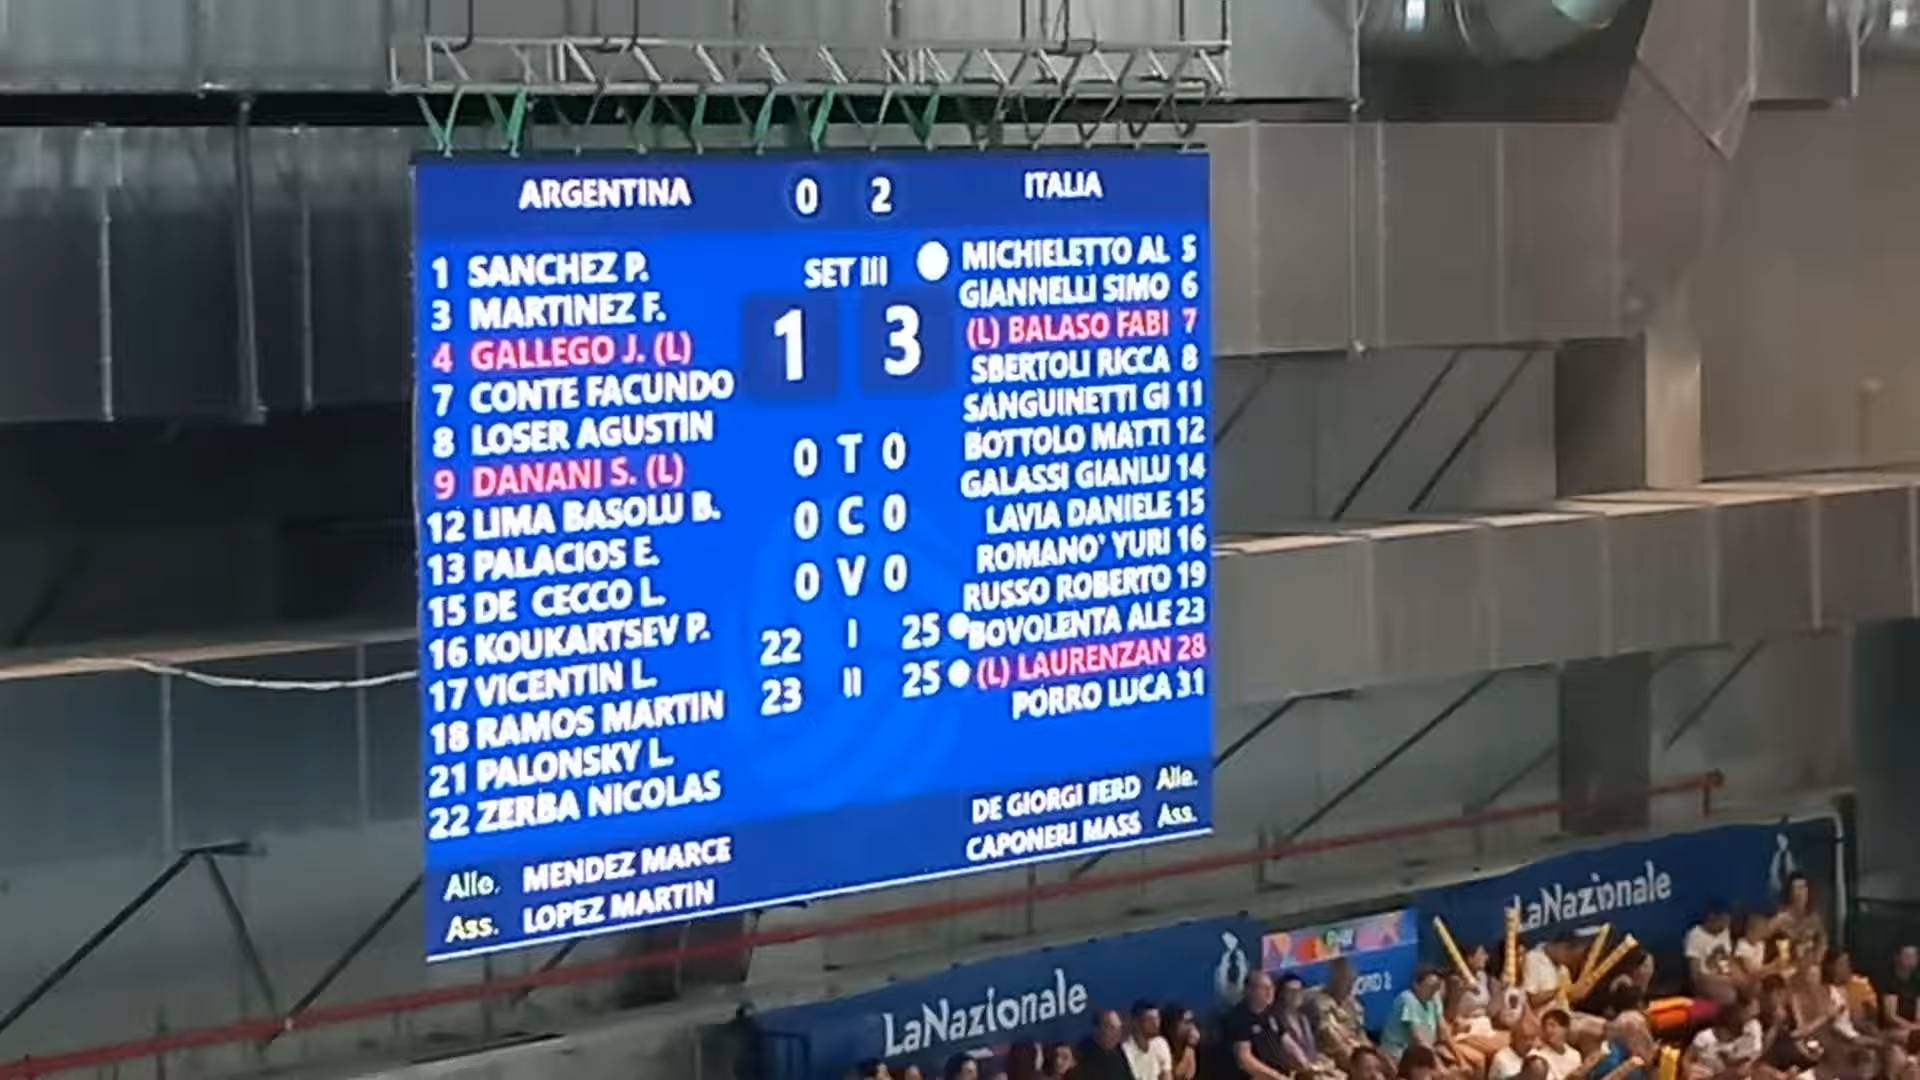 ARGENTINA 0 2 ITALIA
SET III
1 3
1 SANCHEZ P.
3 MARTINEZ F.
4 GALLEGO J. (L)
7 CONTE FACUNDO
8 LOSER AGUSTIN
9 DANANI S. (L)
12 LIMA BASOLU B.
13 PALACIOS E.
15 DE CECCO L.
16 KOUKARTSEV P.
17 VICENTIN L.
18 RAMOS MARTIN
21 PALONSKY L.
22 ZERBA NICOLAS
0 T 0
0 C 0
0 V 0
22 I 25
23 II 25
MICHIELETTO AL 5
GIANNELLI SIMO 6
(L) BALASO FABI 7
SBERTOLI RICCA 8
SANGUINETTI GI 11
BOTTOLO MATTI 12
GALASSI GIANLU 14
LAVIA DANIELE 15
ROMANO' YURI 16
RUSSO ROBERTO 19
BOVOLENTA ALE 23
(L) LAURENZAN 28
PORRO LUCA 31
Alle. MENDEZ MARCE
Ass. LOPEZ MARTIN
DE GIORGI FERD Alle.
CAPONERI MASS Ass.
LaNazionale
LaNazionale